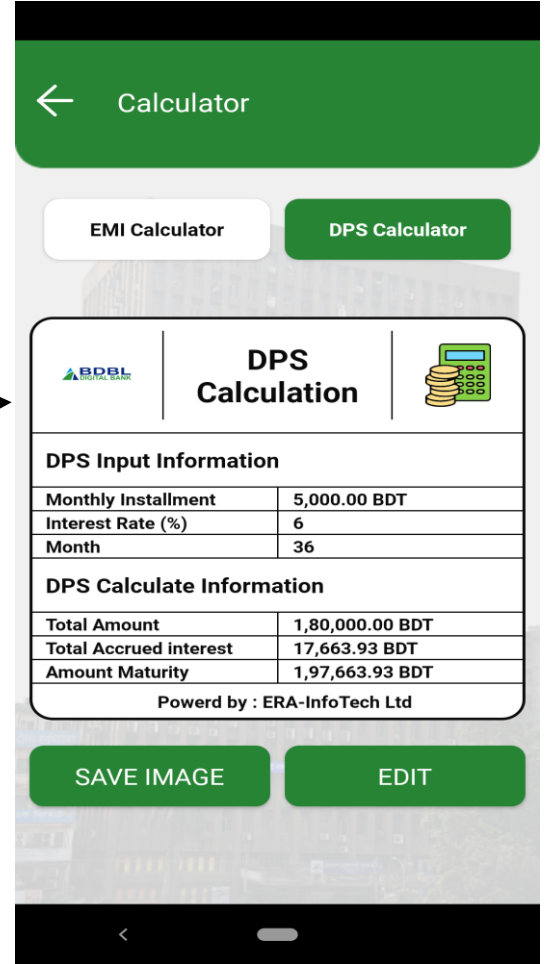 Calculator
EMI Calculator
DPS Calculator
BDBL
DIGITAL BANK
DPS
Calculation
DPS Input Information
Monthly Installment 5,000.00 BDT
Interest Rate (%) 6
Month 36
DPS Calculate Information
Total Amount 1,80,000.00 BDT
Total Accrued interest 17,663.93 BDT
Amount Maturity 1,97,663.93 BDT
Powerd by : ERA-InfoTech Ltd
SAVE IMAGE
EDIT